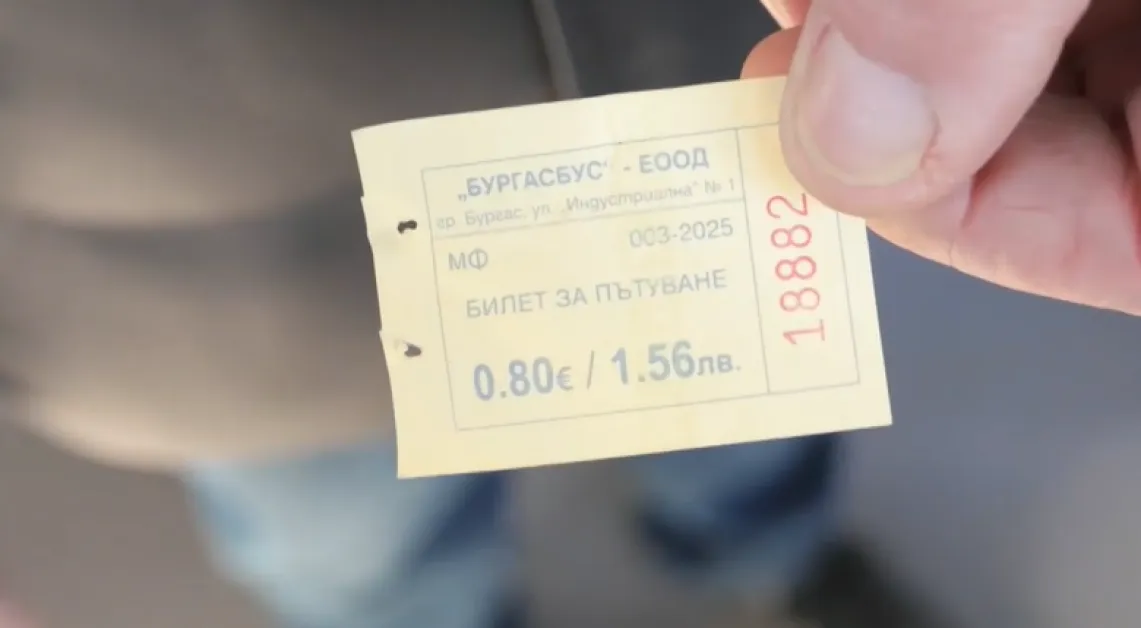 „БУРГАСБУС" - ЕООД
гр. Бургас, ул. „Индустриална" № 1
МФ 003-2025
БИЛЕТ ЗА ПЪТУВАНЕ
0.80€ / 1.56лв.
18882